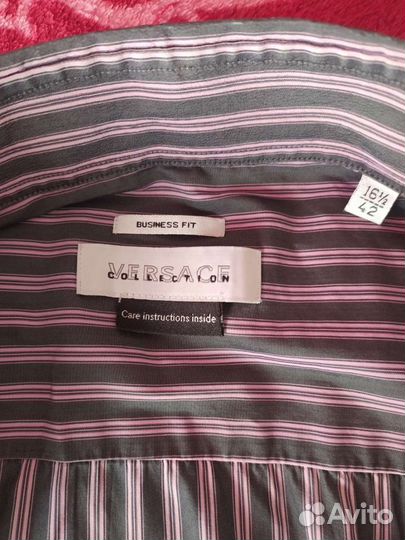 16½
42
BUSINESS FIT
VERSACE
COLLECTION
Care instructions inside
Avito